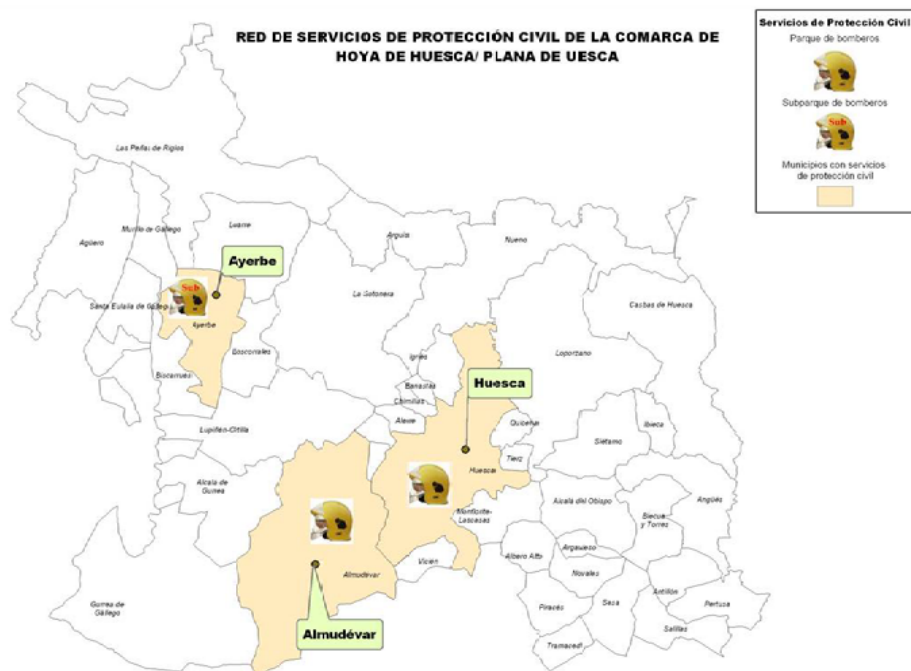 RED DE SERVICIOS DE PROTECCIÓN CIVIL DE LA COMARCA DE
HOYA DE HUESCA/ PLANA DE UESCA
Servicios de Protección Civil
Parque de bomberos
Subparque de bomberos
Sub
Municipios con servicios
de protección civil
Las Peñas de Riglos
Agüero
Murillo de Gállego
Loarre
Arguis
Nueno
Ayerbe
Sub
Santa Eulalia de Gállego
Ayerbe
La Sotonera
Casbas de Huesca
Biscarrués
Loscorrales
Igriés
Loporzano
Banastás
Chimillas
Huesca
Alerre
Quicena
Lupiñén-Ortilla
Tierz
Siétamo
Ibieca
Huesca
Alcalá de
Gurrea
Alcalá del Obispo
Angüés
Monflorite-
Lascasas
Blecua
y Torres
Vicién
Albero Alto
Argavieso
Almudévar
Novales
Gurrea de
Gállego
Piracés
Sesa
Antillón
Pertusa
Salillas
Tramaced
Almudévar